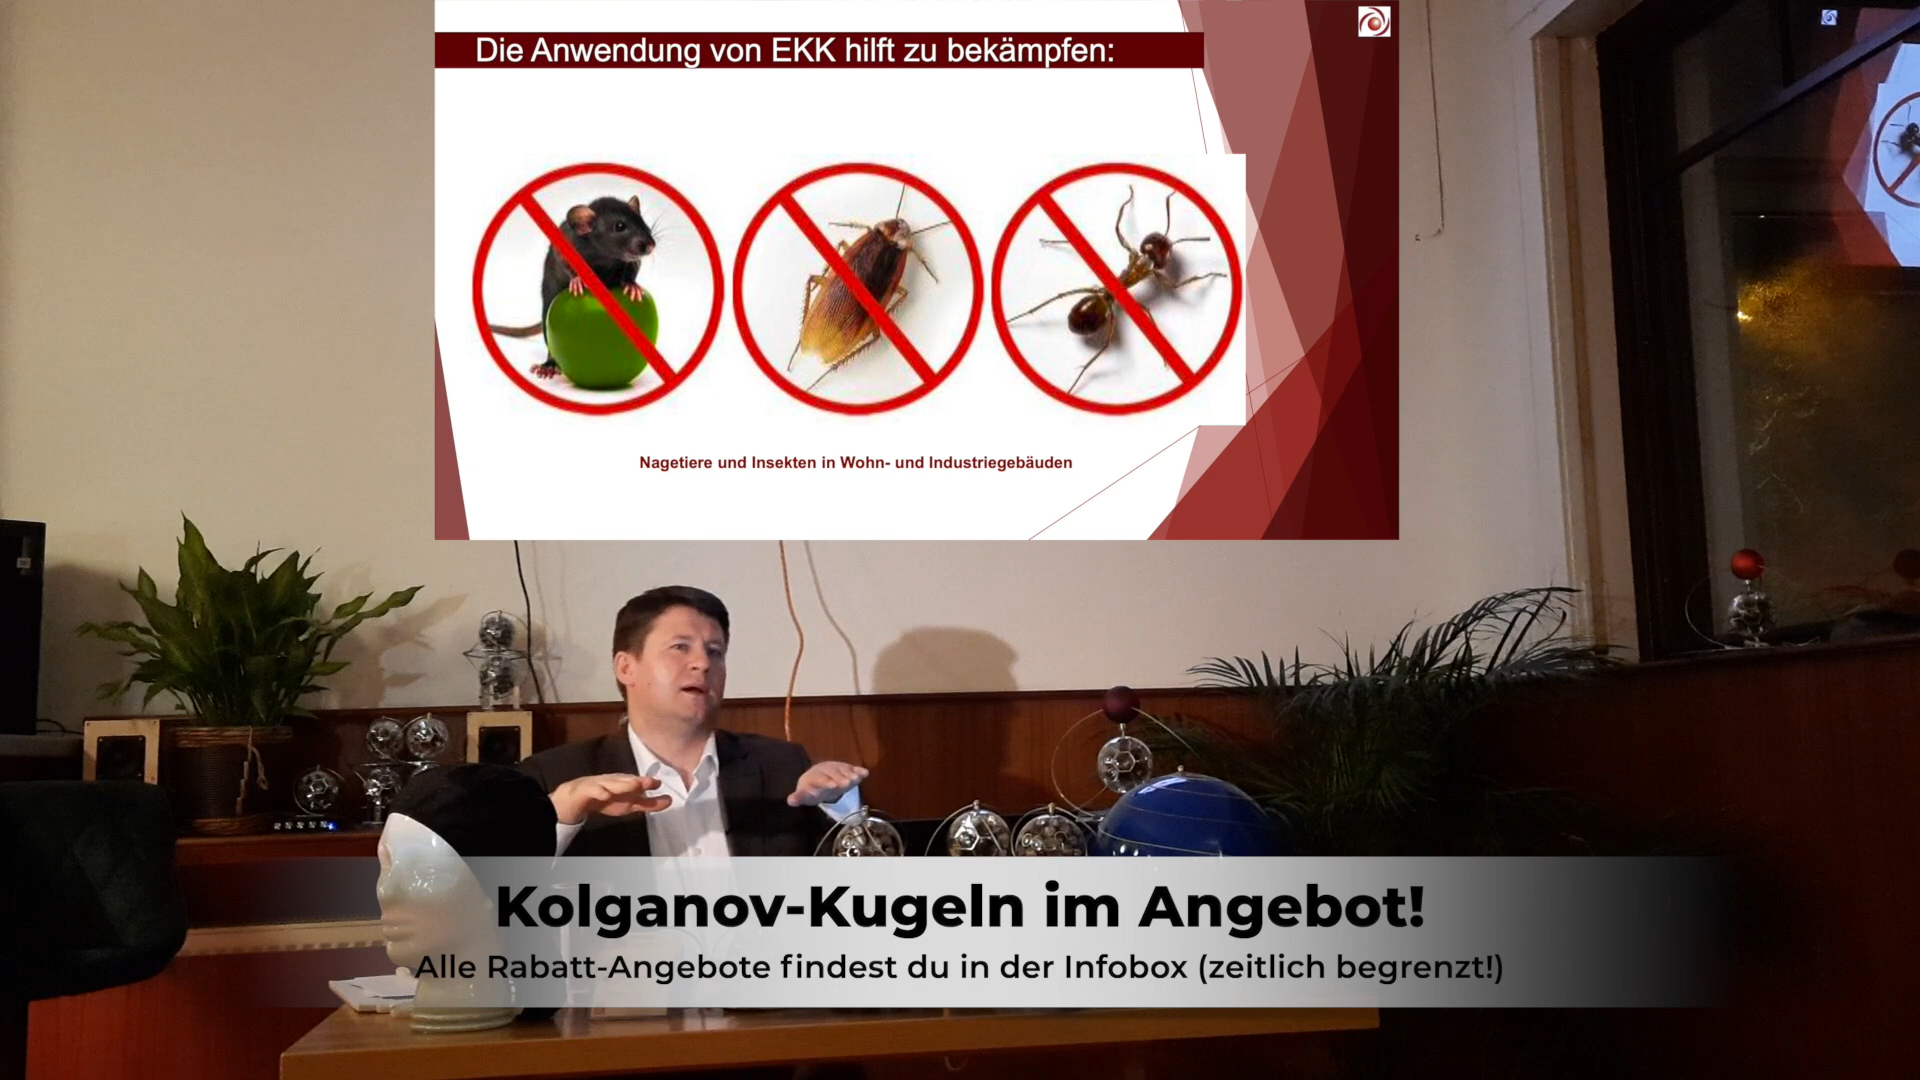 Die Anwendung von EKK hilft zu bekämpfen:
Nagetiere und Insekten in Wohn- und Industriegebäuden
Kolganov-Kugeln im Angebot!
Alle Rabatt-Angebote findest du in der Infobox (zeitlich begrenzt!)